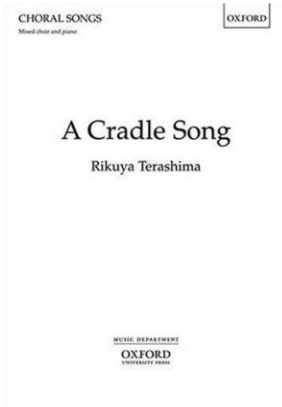 CHORAL SONGS
OXFORD
Mixed choir and piano
A Cradle Song
Rikuya Terashima
MUSIC DEPARTMENT
OXFORD
UNIVERSITY PRESS